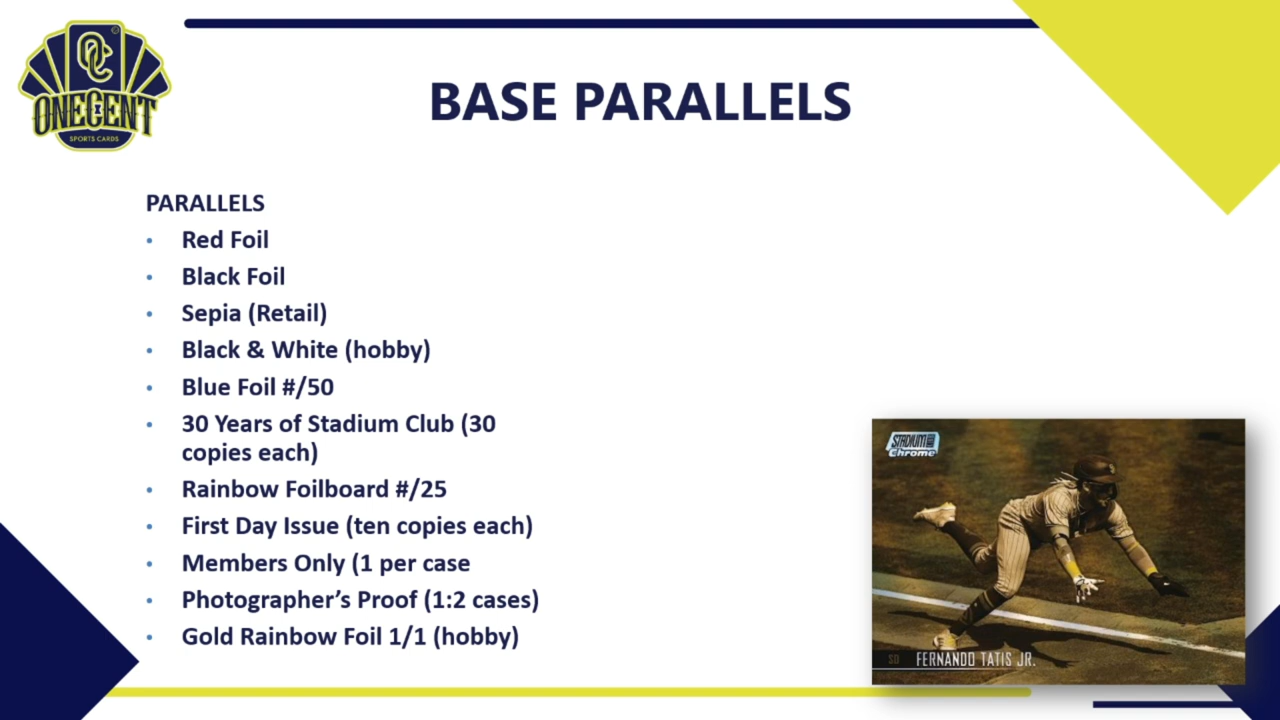 OC
ONECENT
SPORTS CARDS
BASE PARALLELS
PARALLELS
• Red Foil
• Black Foil
• Sepia (Retail)
• Black & White (hobby)
• Blue Foil #/50
• 30 Years of Stadium Club (30
copies each)
• Rainbow Foilboard #/25
• First Day Issue (ten copies each)
• Members Only (1 per case
• Photographer’s Proof (1:2 cases)
• Gold Rainbow Foil 1/1 (hobby)
STADIUM
Chrome
SD FERNANDO TATIS JR.